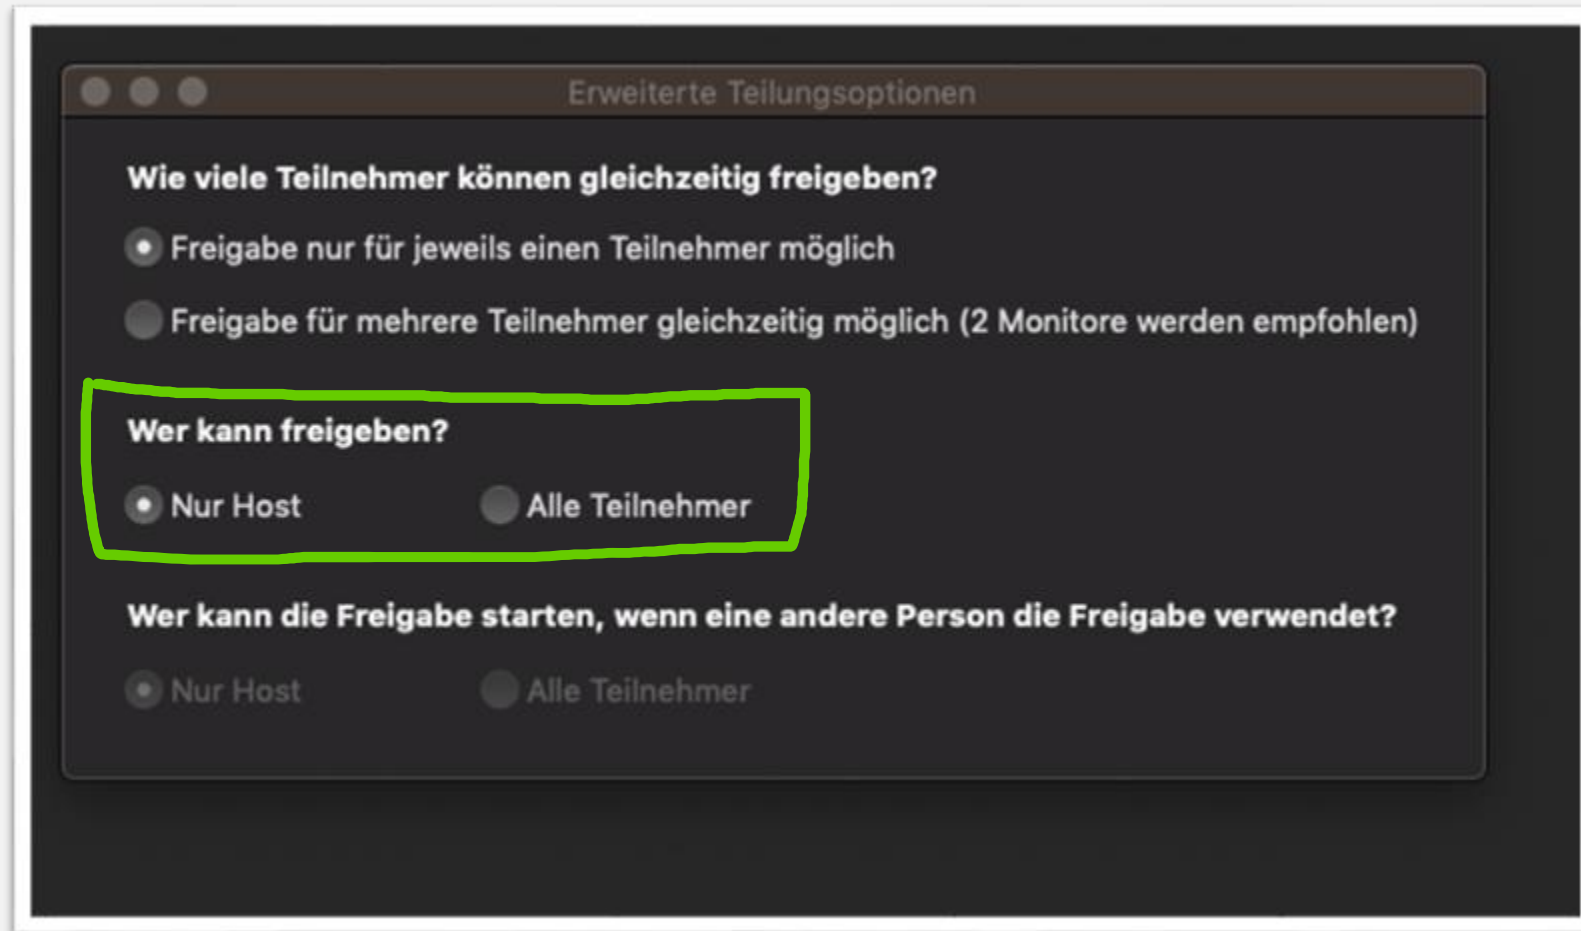 Erweiterte Teilungsoptionen
Wie viele Teilnehmer können gleichzeitig freigeben?
Freigabe nur für jeweils einen Teilnehmer möglich
Freigabe für mehrere Teilnehmer gleichzeitig möglich (2 Monitore werden empfohlen)
Wer kann freigeben?
Nur Host Alle Teilnehmer
Wer kann die Freigabe starten, wenn eine andere Person die Freigabe verwendet?
Nur Host Alle Teilnehmer